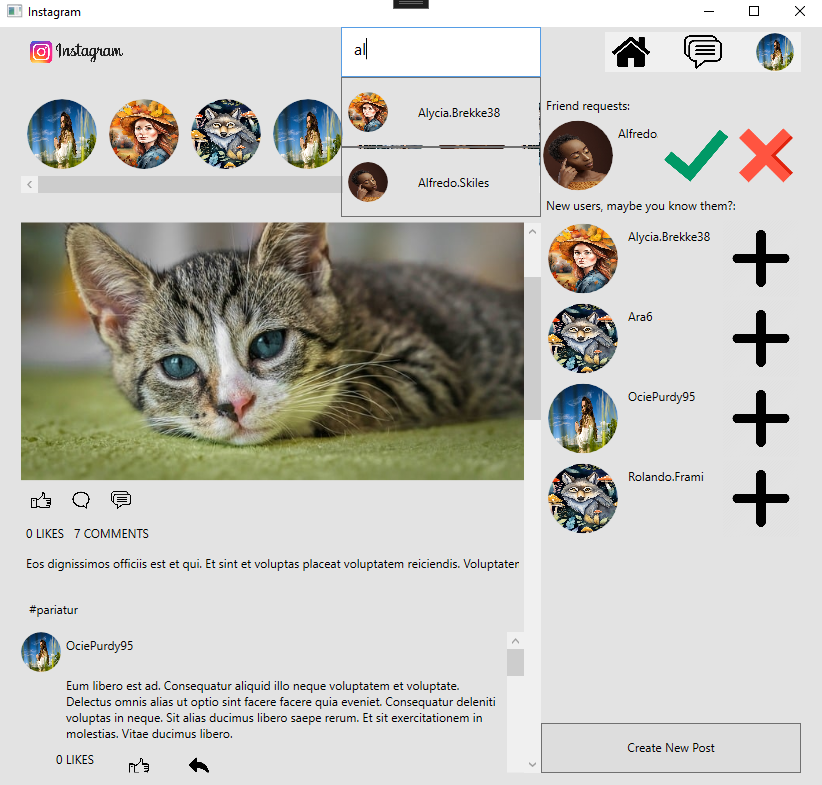 Instagram
Instagram
al
Alycia.Brekke38
Alfredo.Skiles
Friend requests:
Alfredo
New users, maybe you know them?:
Alycia.Brekke38
Ara6
OciePurdy95
Rolando.Frami
0 LIKES 7 COMMENTS
Eos dignissimos officiis est et qui. Et sint et voluptas placeat voluptatem reiciendis. Voluptater
#pariatur
OciePurdy95
Eum libero est ad. Consequatur aliquid illo neque voluptatem et voluptate.
Delectus omnis alias ut optio sint facere facere quia eveniet. Consequatur deleniti
voluptas in neque. Sit alias ducimus libero saepe rerum. Et sit exercitationem in
molestias. Vitae ducimus libero.
0 LIKES
Create New Post